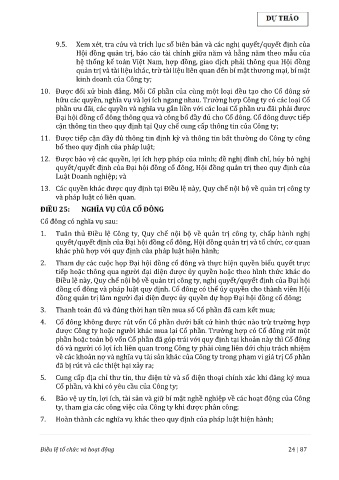 DỰ THẢO
9.5. Xem xét, tra cứu và trích lục sổ biên bản và các nghị quyết/quyết định của
Hội đồng quản trị, báo cáo tài chính giữa năm và hằng năm theo mẫu của
hệ thống kế toán Việt Nam, hợp đồng, giao dịch phải thông qua Hội đồng
quản trị và tài liệu khác, trừ tài liệu liên quan đến bí mật thương mại, bí mật
kinh doanh của Công ty;
10. Được đối xử bình đẳng. Mỗi Cổ phần của cùng một loại đều tạo cho Cổ đông sở
hữu các quyền, nghĩa vụ và lợi ích ngang nhau. Trường hợp Công ty có các loại Cổ
phần ưu đãi, các quyền và nghĩa vụ gắn liền với các loại Cổ phần ưu đãi phải được
Đại hội đồng cổ đông thông qua và công bố đầy đủ cho Cổ đông. Cổ đông được tiếp
cận thông tin theo quy định tại Quy chế cung cấp thông tin của Công ty;
11. Được tiếp cận đầy đủ thông tin định kỳ và thông tin bất thường do Công ty công
bố theo quy định của pháp luật;
12. Được bảo vệ các quyền, lợi ích hợp pháp của mình; đề nghị đình chỉ, hủy bỏ nghị
quyết/quyết định của Đại hội đồng cổ đông, Hội đồng quản trị theo quy định của
Luật Doanh nghiệp; và
13. Các quyền khác được quy định tại Điều lệ này, Quy chế nội bộ về quản trị công ty
và pháp luật có liên quan.
ĐIỀU 25: NGHĨA VỤ CỦA CỔ ĐÔNG
Cổ đông có nghĩa vụ sau:
1. Tuân thủ Điều lệ Công ty, Quy chế nội bộ về quản trị công ty, chấp hành nghị
quyết/quyết định của Đại hội đồng cổ đông, Hội đồng quản trị và tổ chức, cơ quan
khác phù hợp với quy định của pháp luật hiện hành;
2. Tham dự các cuộc họp Đại hội đồng cổ đông và thực hiện quyền biểu quyết trực
tiếp hoặc thông qua người đại diện được ủy quyền hoặc theo hình thức khác do
Điều lệ này, Quy chế nội bộ về quản trị công ty, nghị quyết/quyết định của Đại hội
đồng cổ đông và pháp luật quy định. Cổ đông có thể ủy quyền cho thành viên Hội
đồng quản trị làm người đại diện được ủy quyền dự họp Đại hội đồng cổ đông;
3. Thanh toán đủ và đúng thời hạn tiền mua số Cổ phần đã cam kết mua;
4. Cổ đông không được rút vốn Cổ phần dưới bất cứ hình thức nào trừ trường hợp
được Công ty hoặc người khác mua lại Cổ phần. Trường hợp có Cổ đông rút một
phần hoặc toàn bộ vốn Cổ phần đã góp trái với quy định tại khoản này thì Cổ đông
đó và người có lợi ích liên quan trong Công ty phải cùng liên đới chịu trách nhiệm
về các khoản nợ và nghĩa vụ tài sản khác của Công ty trong phạm vi giá trị Cổ phần
đã bị rút và các thiệt hại xảy ra;
5. Cung cấp địa chỉ thư tín, thư điện tử và số điện thoại chính xác khi đăng ký mua
Cổ phần, và khi có yêu cầu của Công ty;
6. Bảo vệ uy tín, lợi ích, tài sản và giữ bí mật nghề nghiệp về các hoạt động của Công
ty, tham gia các công việc của Công ty khi được phân công;
7. Hoàn thành các nghĩa vụ khác theo quy định của pháp luật hiện hành;
Điều lệ tổ chức và hoạt động 24 | 87